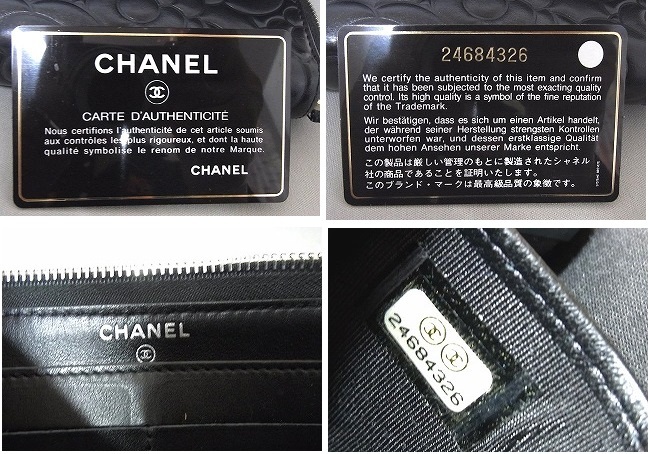 CHANEL
CARTE D'AUTHENTICITÉ
Nous certifions l'authenticité de cet article soumis
aux contrôles les plus rigoureux, et dont la haute
qualité symbolise le renom de notre Marque.
CHANEL
24684326
We certify the authenticity of this item and confirm
that it has been subjected to the most exacting quality
control. Its high quality is a symbol of the fine reputation
of the Trademark.
Wir bestätigen, dass es sich um einen Artikel handelt,
der während seiner Herstellung strengsten Kontrollen
unterworfen war, und dessen erstklassige Qualität
dem hohen Ansehen unserer Marke entspricht.
この製品は厳しい管理のもとに製造されたシャネル
社の商品であることを証明いたします。
このブランド・マークは最高級品質の象徴です。
CHANEL
24684326